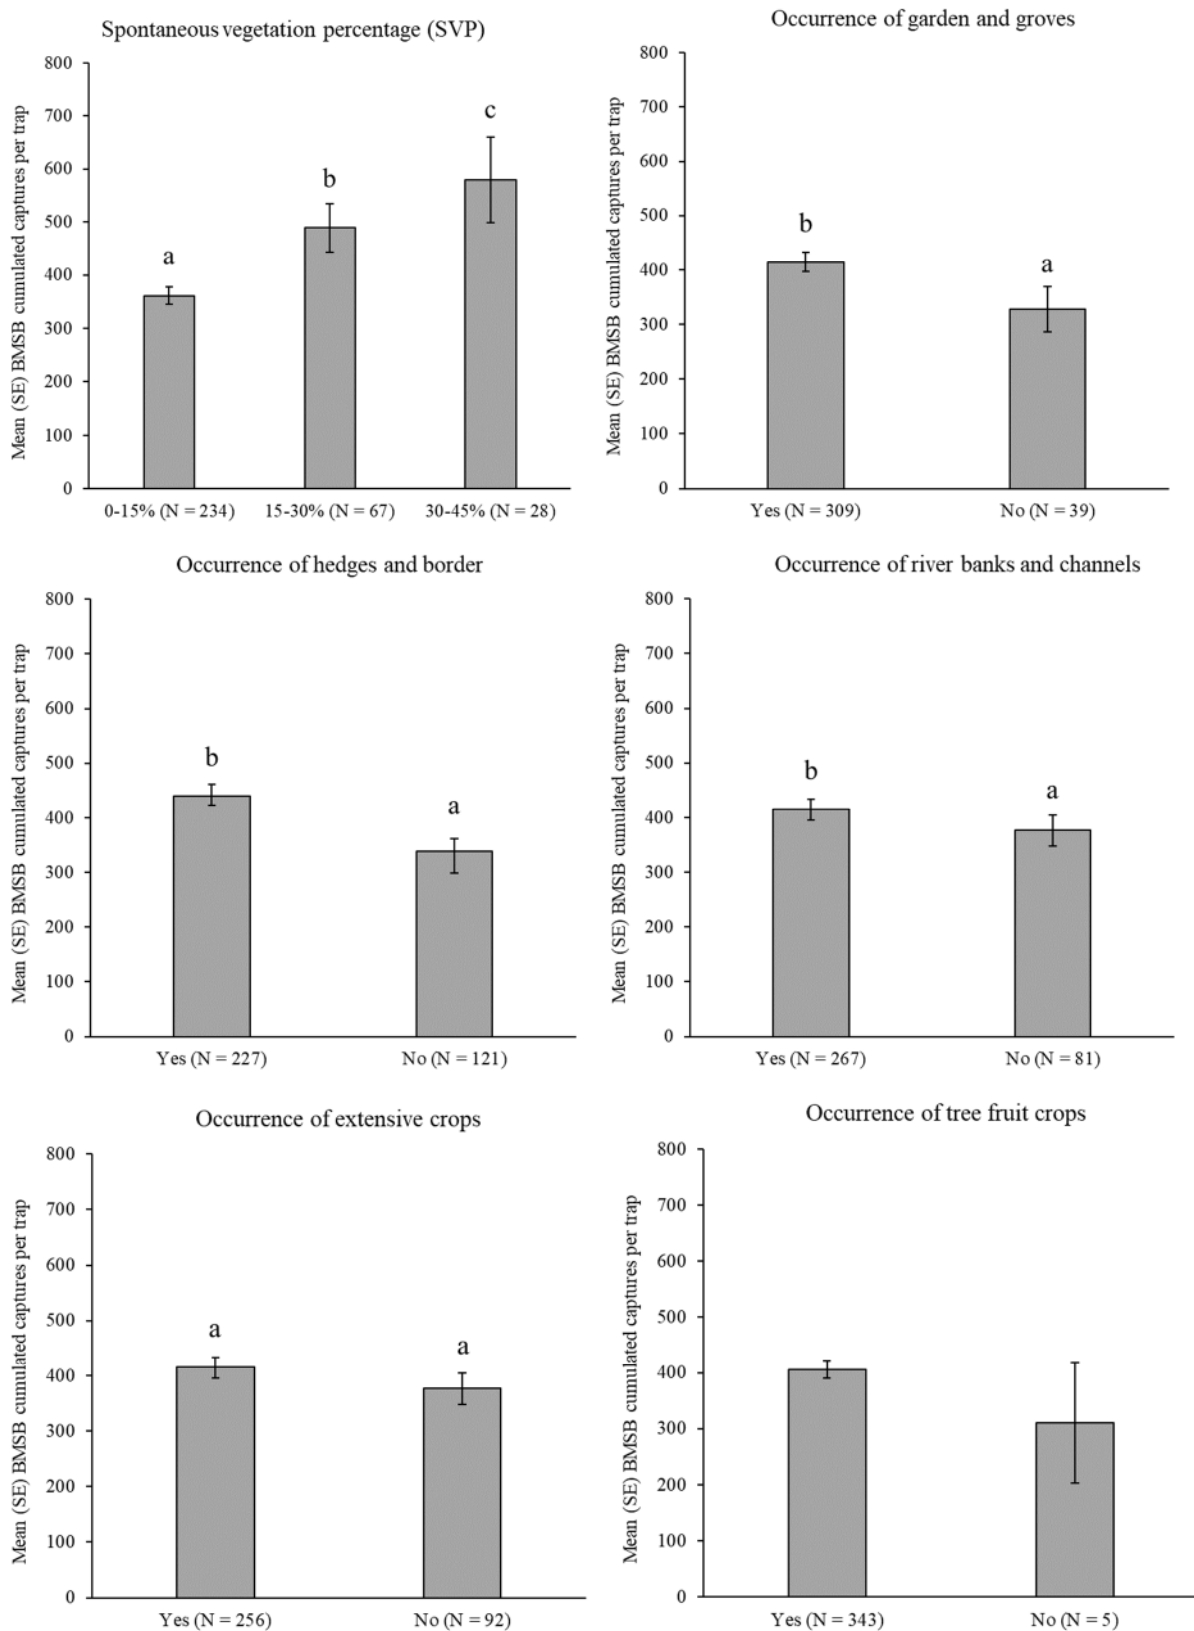 Spontaneous vegetation percentage (SVP)
Mean (SE) BMSB cumulated captures per trap
800
700
600
500
400
300
200
100
0
a
b
c
0-15% (N = 234)
15-30% (N = 67)
30-45% (N = 28)
Occurrence of garden and groves
Mean (SE) BMSB cumulated captures per trap
800
700
600
500
400
300
200
100
0
b
a
Yes (N = 309)
No (N = 39)
Occurrence of hedges and border
Mean (SE) BMSB cumulated captures per trap
800
700
600
500
400
300
200
100
0
b
a
Yes (N = 227)
No (N = 121)
Occurrence of river banks and channels
Mean (SE) BMSB cumulated captures per trap
800
700
600
500
400
300
200
100
0
b
a
Yes (N = 267)
No (N = 81)
Occurrence of extensive crops
Mean (SE) BMSB cumulated captures per trap
800
700
600
500
400
300
200
100
0
a
a
Yes (N = 256)
No (N = 92)
Occurrence of tree fruit crops
Mean (SE) BMSB cumulated captures per trap
800
700
600
500
400
300
200
100
0
Yes (N = 343)
No (N = 5)